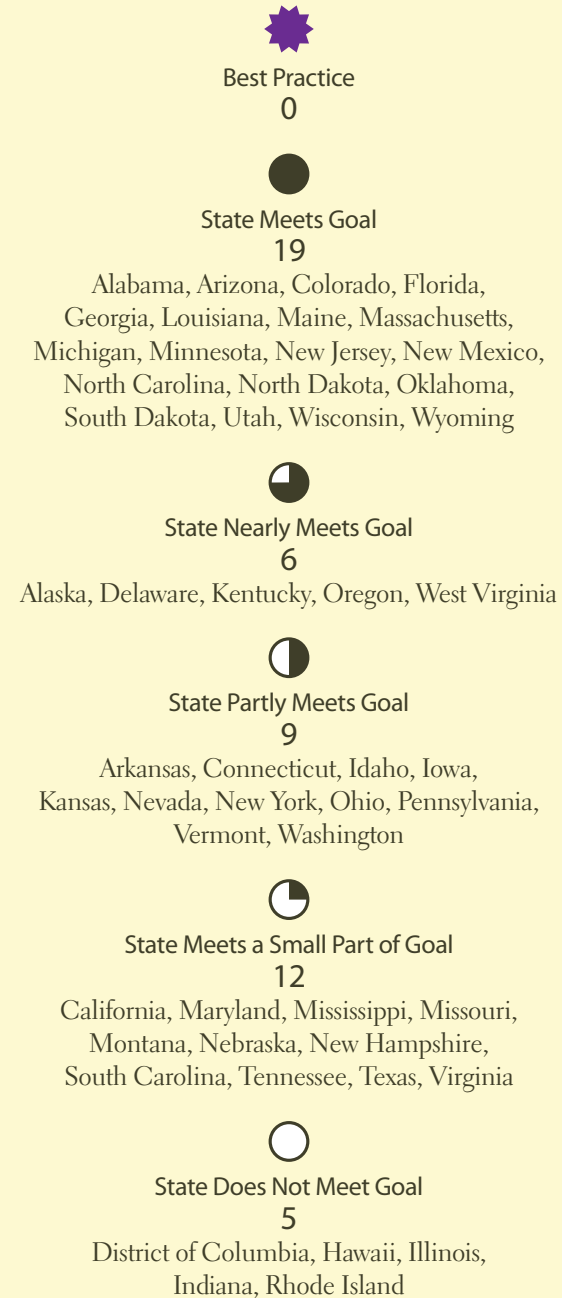 Best Practice
0
State Meets Goal
19
Alabama, Arizona, Colorado, Florida,
Georgia, Louisiana, Maine, Massachusetts,
Michigan, Minnesota, New Jersey, New Mexico,
North Carolina, North Dakota, Oklahoma,
South Dakota, Utah, Wisconsin, Wyoming
State Nearly Meets Goal
6
Alaska, Delaware, Kentucky, Oregon, West Virginia
State Partly Meets Goal
9
Arkansas, Connecticut, Idaho, Iowa,
Kansas, Nevada, New York, Ohio, Pennsylvania,
Vermont, Washington
State Meets a Small Part of Goal
12
California, Maryland, Mississippi, Missouri,
Montana, Nebraska, New Hampshire,
South Carolina, Tennessee, Texas, Virginia
State Does Not Meet Goal
5
District of Columbia, Hawaii, Illinois,
Indiana, Rhode Island